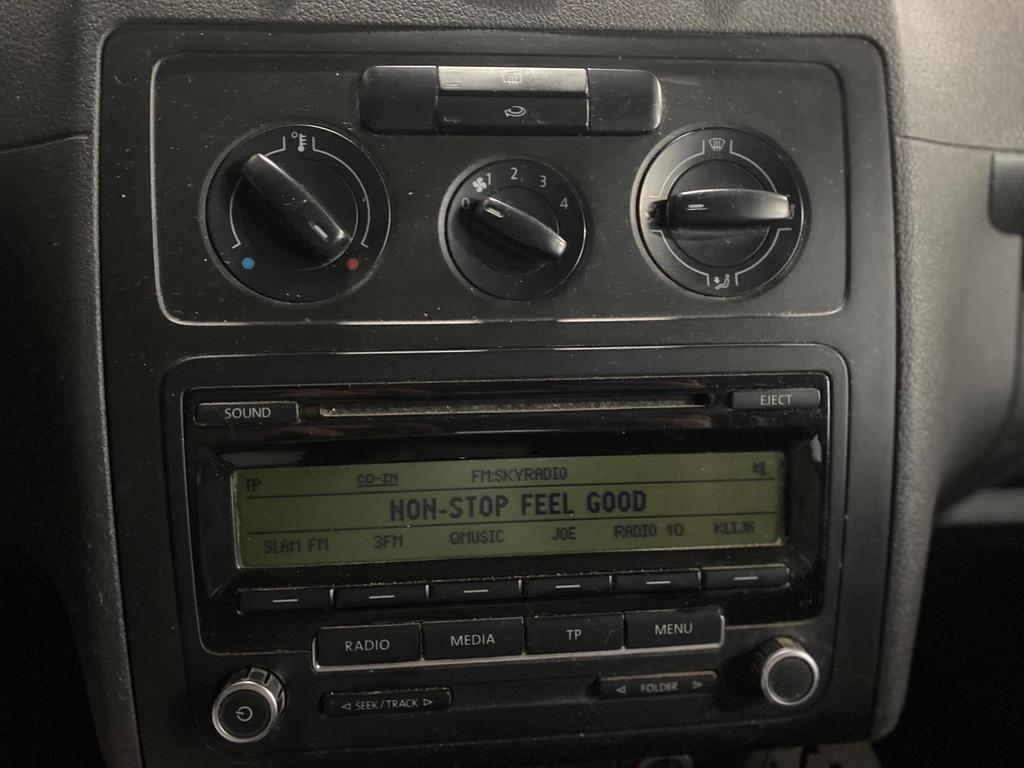 1 2 3
0 4
SOUND EJECT
TP CD-IN FM:SKYRADIO
NON-STOP FEEL GOOD
SLAM FM 3FM QMUSIC JOE RADIO 10 KLIJN
RADIO MEDIA TP MENU
SEEK/TRACK FOLDER